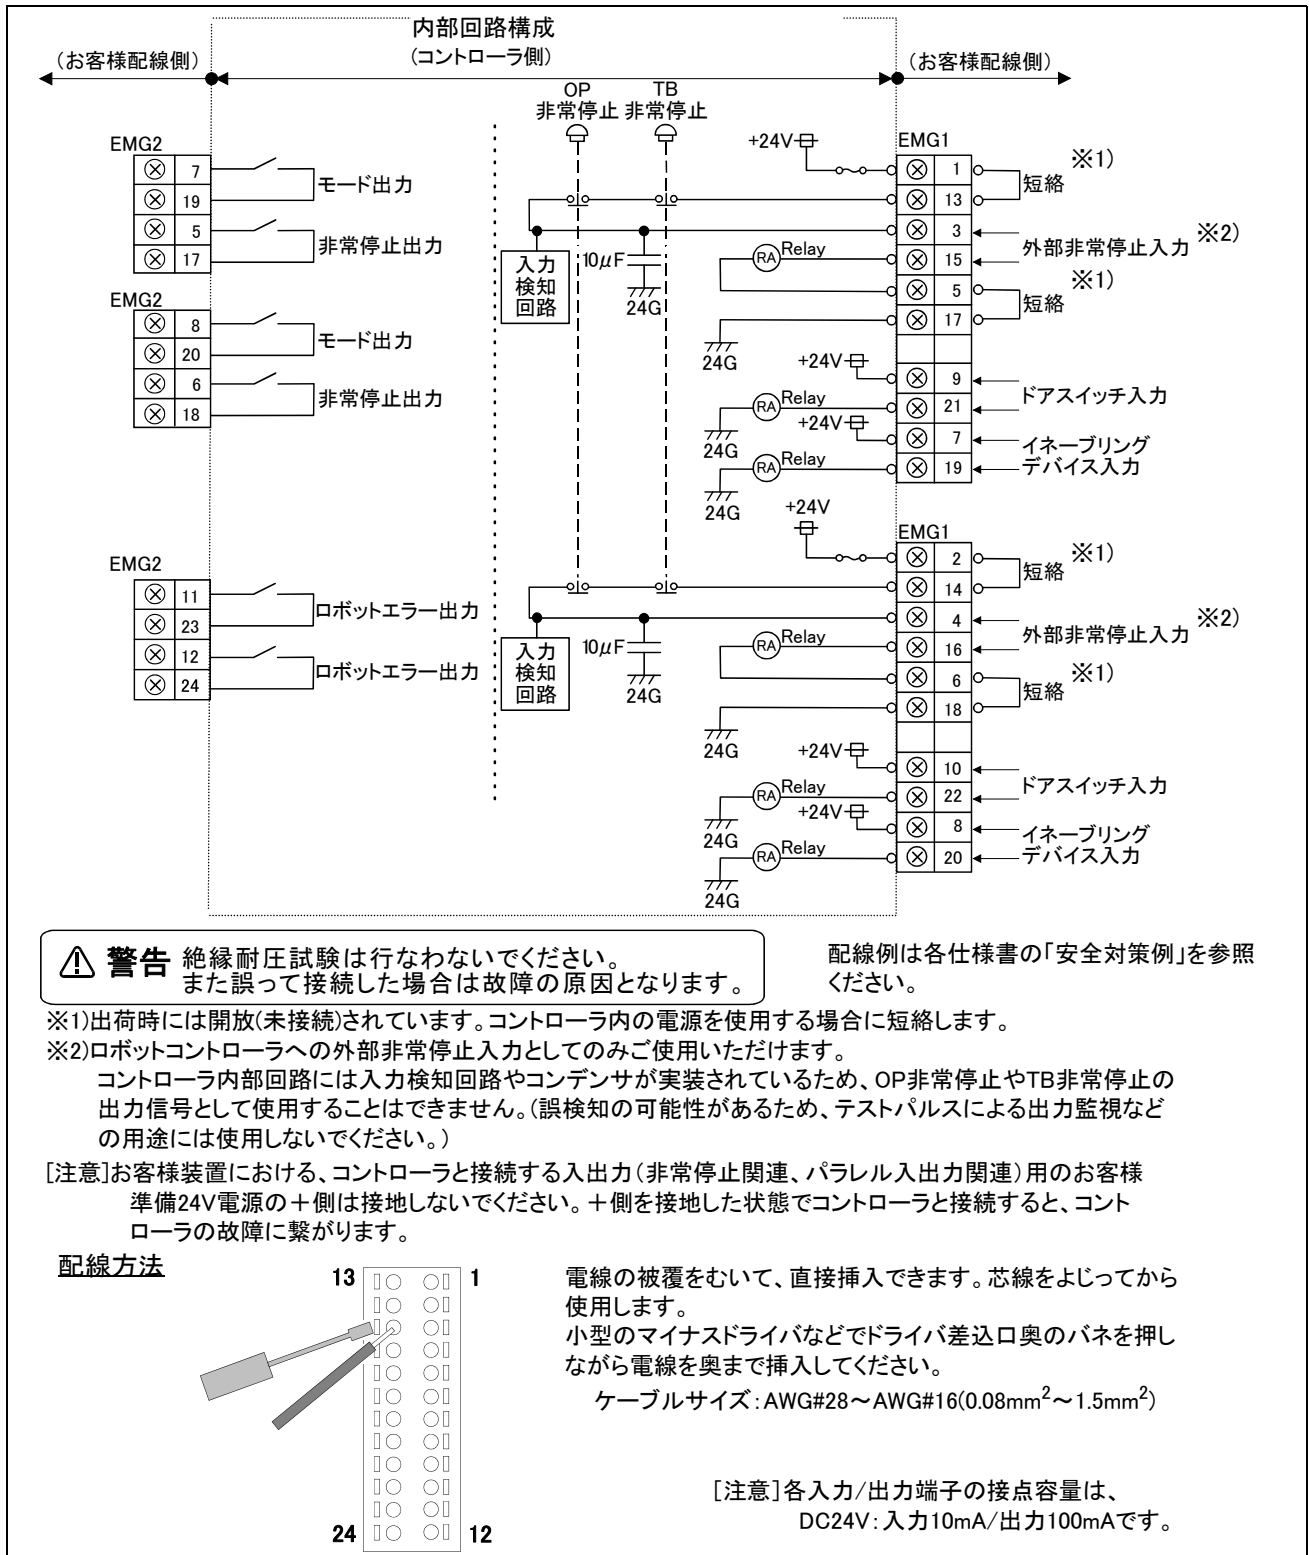 内部回路構成
(コントローラ側)
(お客様配線側)
(お客様配線側)
OP
非常停止
TB
非常停止
EMG2
7
19
5
17
モード出力
非常停止出力
EMG2
8
20
6
18
モード出力
非常停止出力
EMG2
11
23
12
24
ロボットエラー出力
ロボットエラー出力
+24V
EMG1
1
13
3
15
5
17
9
21
7
19
短絡
※1)
外部非常停止入力
※2)
短絡
※1)
ドアスイッチ入力
イネーブリング
デバイス入力
入力
検知
回路
10μF
24G
RA
Relay
24G
+24V
RA
Relay
24G
+24V
RA
Relay
24G
+24V
EMG1
2
14
4
16
6
18
10
22
8
20
短絡
※1)
外部非常停止入力
※2)
短絡
※1)
ドアスイッチ入力
イネーブリング
デバイス入力
入力
検知
回路
10μF
24G
RA
Relay
24G
+24V
RA
Relay
24G
+24V
RA
Relay
24G
警告 絶縁耐圧試験は行なわないでください。
また誤って接続した場合は故障の原因となります。
配線例は各仕様書の「安全対策例」を参照
ください。
※1)出荷時には開放(未接続)されています。コントローラ内の電源を使用する場合に短絡します。
※2)ロボットコントローラへの外部非常停止入力としてのみご使用いただけます。
コントローラ内部回路には入力検知回路やコンデンサが実装されているため、OP非常停止やTB非常停止の
出力信号として使用することはできません。(誤検知の可能性があるため、テストパルスによる出力監視など
の用途には使用しないでください。)
[注意]お客様装置における、コントローラと接続する入出力(非常停止関連、パラレル入出力関連)用のお客様
準備24V電源の+側は接地しないでください。+側を接地した状態でコントローラと接続すると、コント
ローラの故障に繋がります。
配線方法
13
1
24
12
電線の被覆をむいて、直接挿入できます。芯線をよじってから
使用します。
小型のマイナスドライバなどでドライバ差込口奥のバネを押し
ながら電線を奥まで挿入してください。
ケーブルサイズ:AWG#28~AWG#16(0.08mm²~1.5mm²)
[注意]各入力/出力端子の接点容量は、
DC24V:入力10mA/出力100mAです。